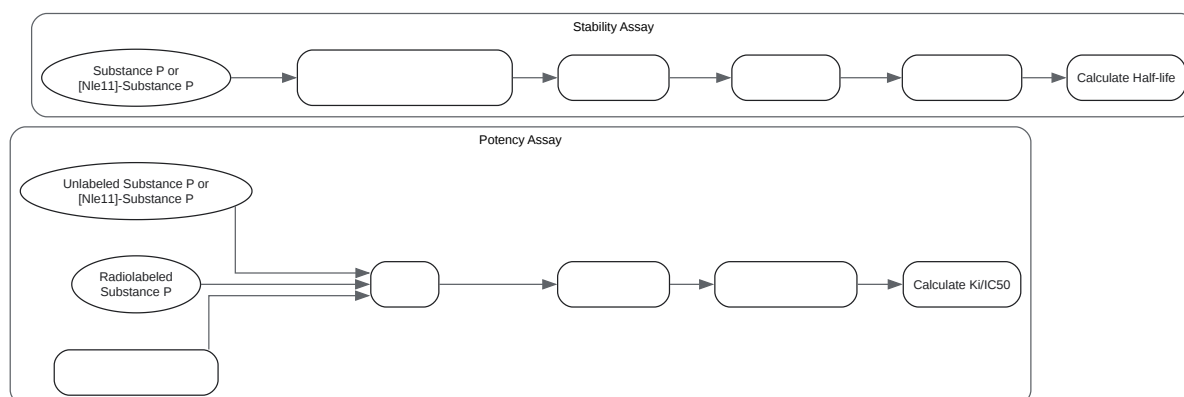 Stability Assay
Substance P or
[Nle11]-Substance P
Calculate Half-life
Potency Assay
Unlabeled Substance P or
[Nle11]-Substance P
Radiolabeled
Substance P
Calculate Ki/IC50